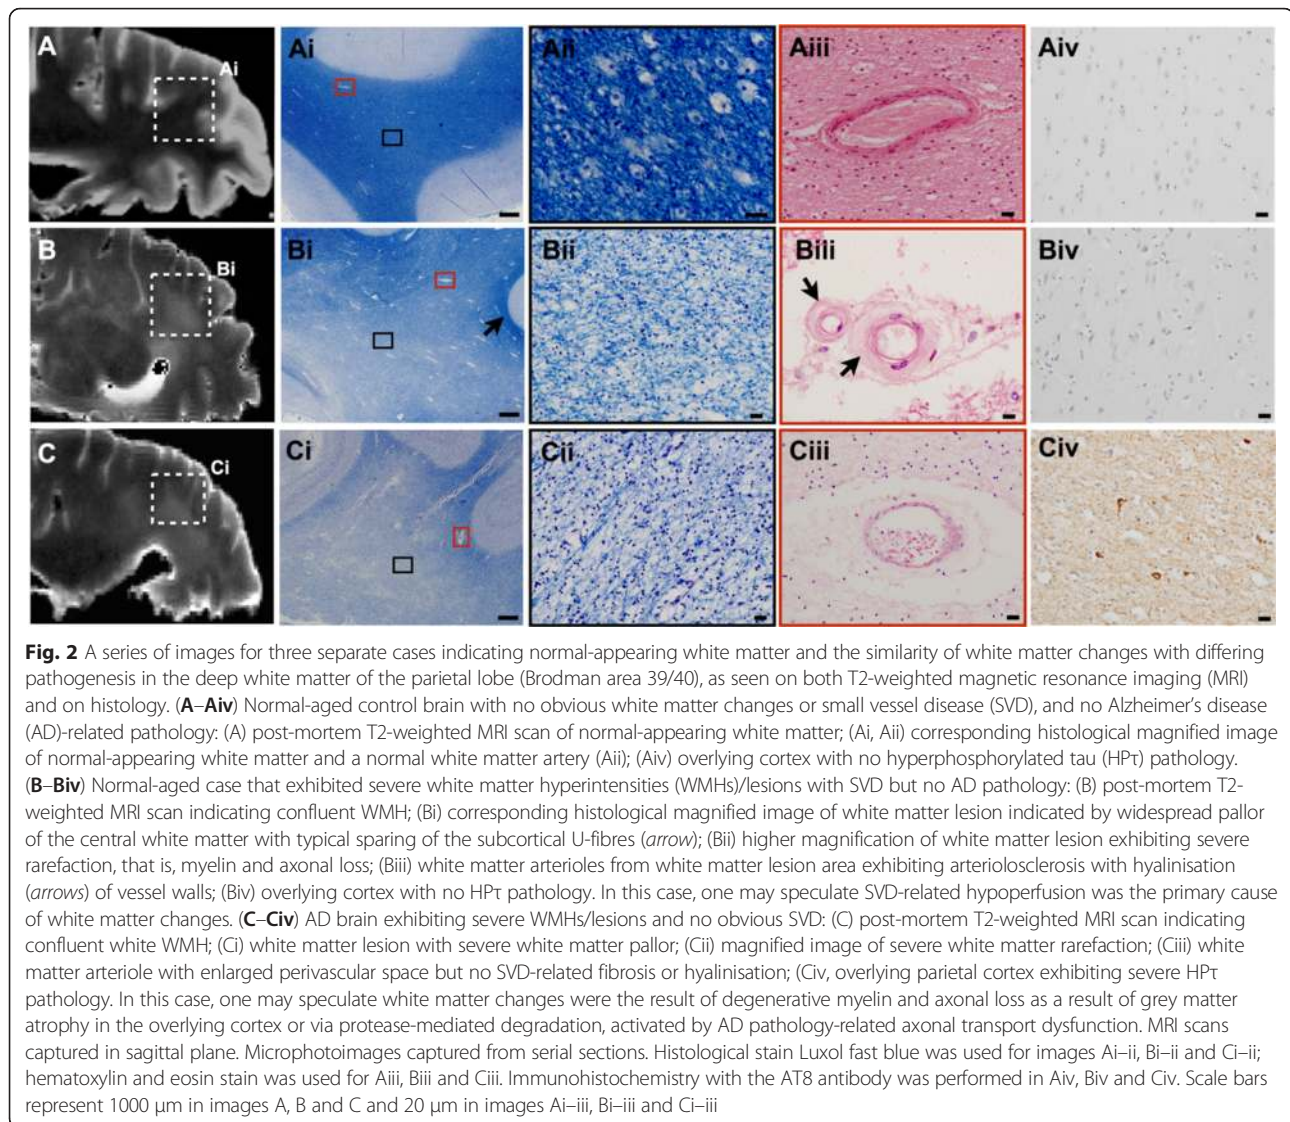 A Ai Ai Aii Aiii Aiv
B Bi Bi Bii Biii Biv
C Ci Ci Cii Ciii Civ
Fig. 2 A series of images for three separate cases indicating normal-appearing white matter and the similarity of white matter changes with differing
pathogenesis in the deep white matter of the parietal lobe (Brodman area 39/40), as seen on both T2-weighted magnetic resonance imaging (MRI)
and on histology. (A–Aiv) Normal-aged control brain with no obvious white matter changes or small vessel disease (SVD), and no Alzheimer's disease
(AD)-related pathology: (A) post-mortem T2-weighted MRI scan of normal-appearing white matter; (Ai, Aii) corresponding histological magnified image
of normal-appearing white matter and a normal white matter artery (Aii); (Aiv) overlying cortex with no hyperphosphorylated tau (HPτ) pathology.
(B–Biv) Normal-aged case that exhibited severe white matter hyperintensities (WMHs)/lesions with SVD but no AD pathology: (B) post-mortem T2-
weighted MRI scan indicating confluent WMH; (Bi) corresponding histological magnified image of white matter lesion indicated by widespread pallor
of the central white matter with typical sparing of the subcortical U-fibres (arrow); (Bii) higher magnification of white matter lesion exhibiting severe
rarefaction, that is, myelin and axonal loss; (Biii) white matter arterioles from white matter lesion area exhibiting arteriolosclerosis with hyalinisation
(arrows) of vessel walls; (Biv) overlying cortex with no HPτ pathology. In this case, one may speculate SVD-related hypoperfusion was the primary cause
of white matter changes. (C–Civ) AD brain exhibiting severe WMHs/lesions and no obvious SVD: (C) post-mortem T2-weighted MRI scan indicating
confluent white WMH; (Ci) white matter lesion with severe white matter pallor; (Cii) magnified image of severe white matter rarefaction; (Ciii) white
matter arteriole with enlarged perivascular space but no SVD-related fibrosis or hyalinisation; (Civ, overlying parietal cortex exhibiting severe HPτ
pathology. In this case, one may speculate white matter changes were the result of degenerative myelin and axonal loss as a result of grey matter
atrophy in the overlying cortex or via protease-mediated degradation, activated by AD pathology-related axonal transport dysfunction. MRI scans
captured in sagittal plane. Microphotoimages captured from serial sections. Histological stain Luxol fast blue was used for images Ai–ii, Bi–ii and Ci–ii;
hematoxylin and eosin stain was used for Aiii, Biii and Ciii. Immunohistochemistry with the AT8 antibody was performed in Aiv, Biv and Civ. Scale bars
represent 1000 μm in images A, B and C and 20 μm in images Ai–iii, Bi–iii and Ci–iii